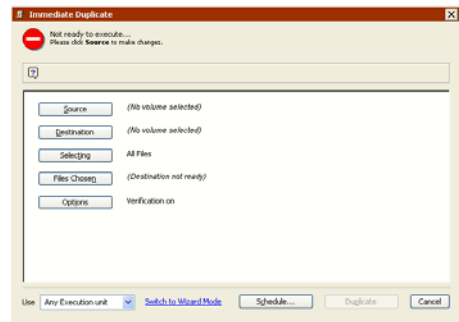 Immediate Duplicate
Not ready to execute...
Please click Source to make changes.
Source (No volume selected)
Destination (No volume selected)
Selecting All Files
Files Chosen (Destination not ready)
Options Verification on
Use Any Execution unit Switch to Wizard Mode Schedule... Duplicate Cancel